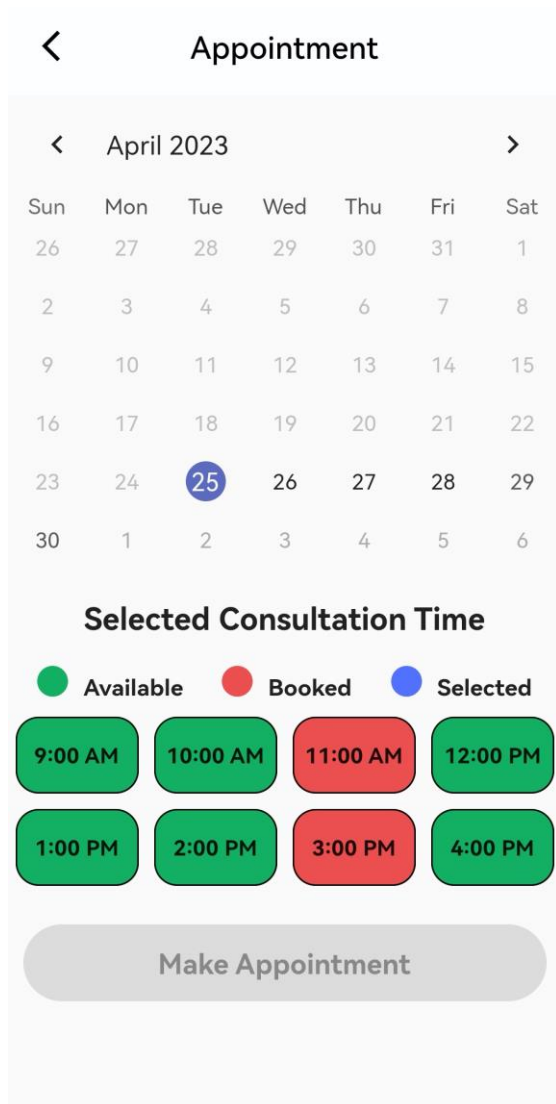 Appointment
April 2023
Sun Mon Tue Wed Thu Fri Sat
26 27 28 29 30 31 1
2 3 4 5 6 7 8
9 10 11 12 13 14 15
16 17 18 19 20 21 22
23 24 25 26 27 28 29
30 1 2 3 4 5 6
Selected Consultation Time
Available Booked Selected
9:00 AM 10:00 AM 11:00 AM 12:00 PM
1:00 PM 2:00 PM 3:00 PM 4:00 PM
Make Appointment